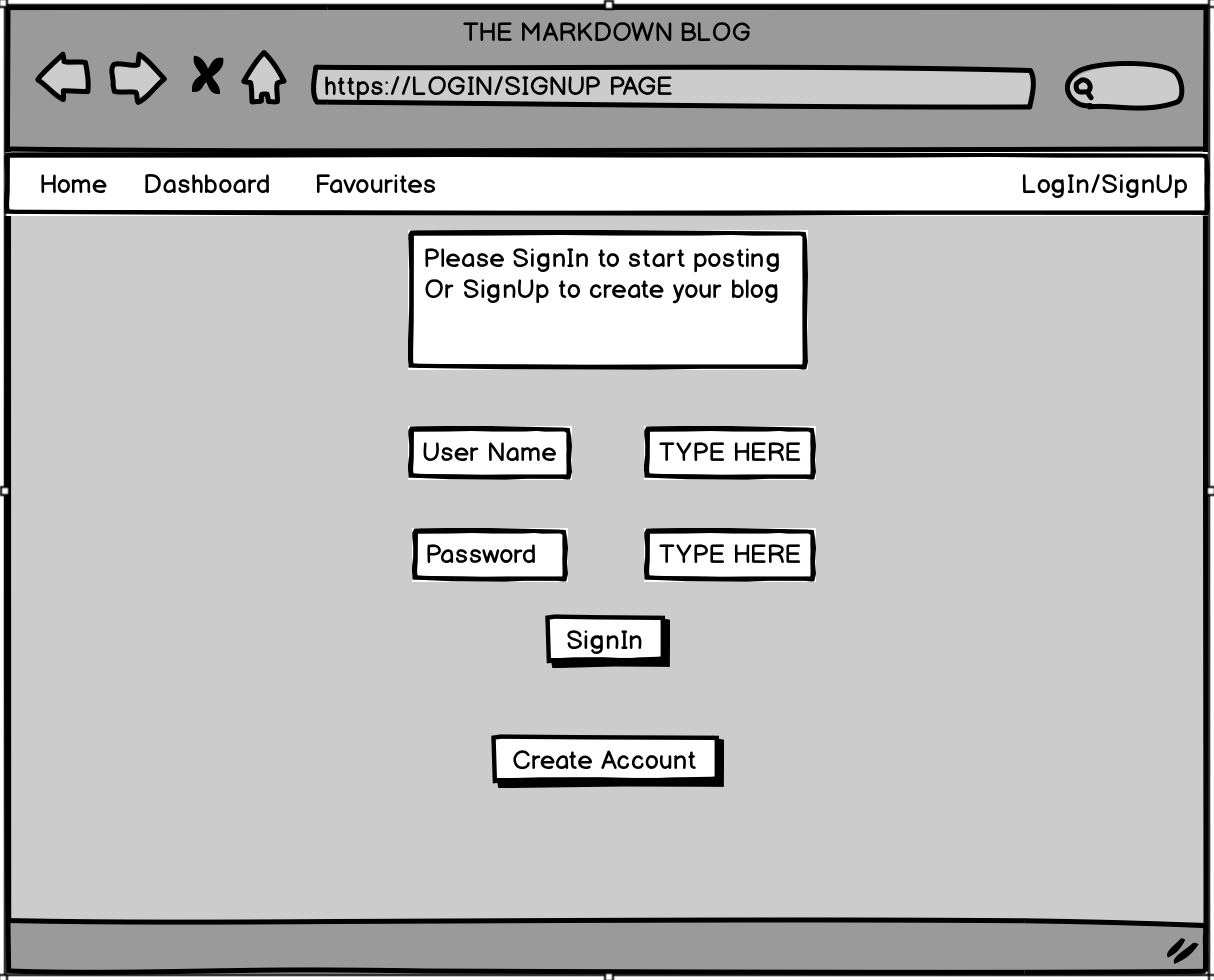 THE MARKDOWN BLOG
https://LOGIN/SIGNUP PAGE
Home Dashboard Favourites LogIn/SignUp
Please SignIn to start posting
Or SignUp to create your blog
User Name TYPE HERE
Password TYPE HERE
SignIn
Create Account